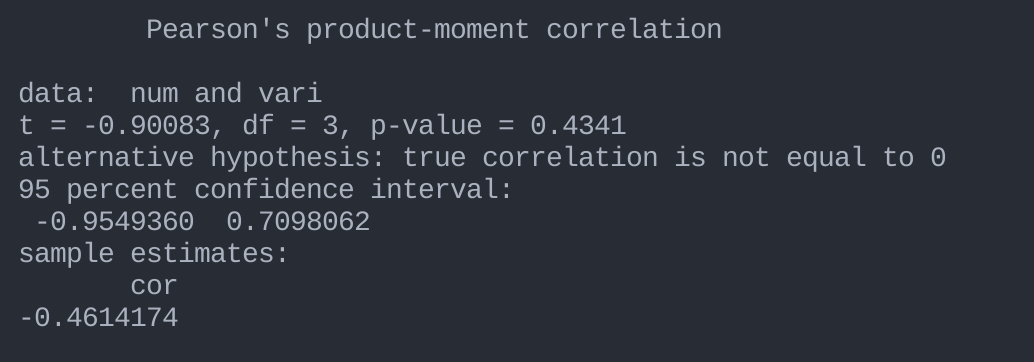 Pearson's product-moment correlation
data:  num and vari
t = -0.90083, df = 3, p-value = 0.4341
alternative hypothesis: true correlation is not equal to 0
95 percent confidence interval:
 -0.9549360  0.7098062
sample estimates:
       cor
-0.4614174